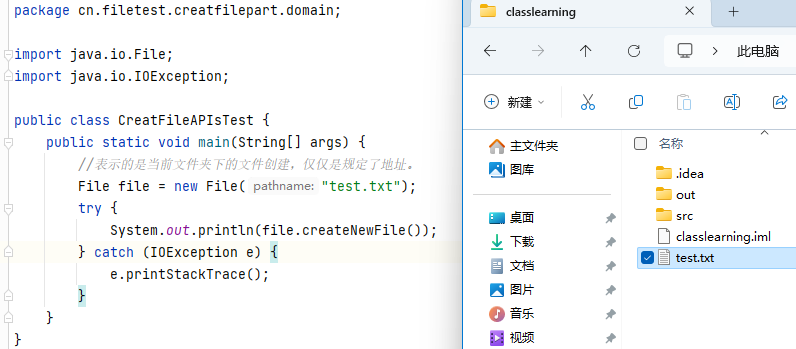 package cn.filetest.creatfilepart.domain;
import java.io.File;
import java.io.IOException;
public class CreatFileAPIsTest {
public static void main(String[] args) {
//表示的是当前文件夹下的文件创建，仅仅是规定了地址。
File file = new File( pathname: "test.txt");
try {
System.out.println(file.createNewFile());
} catch (IOException e) {
e.printStackTrace();
}
}
}
classlearning
此电脑
新建
主文件夹
图库
桌面
下载
文档
图片
音乐
视频
名称
.idea
out
src
classlearning.iml
test.txt